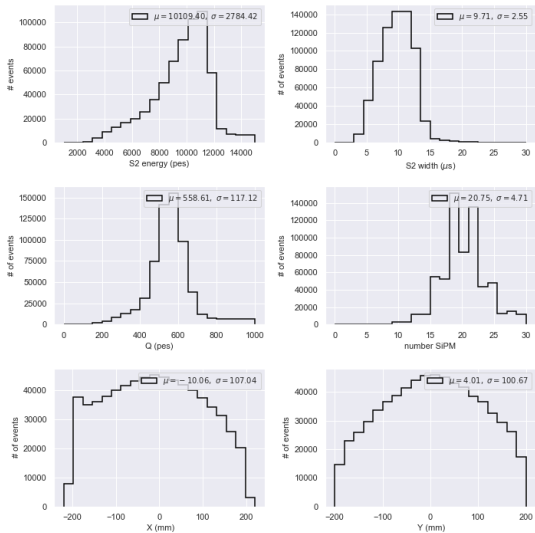 μ = 10109.40, σ = 2784.42
# of events
100000
80000
60000
40000
20000
0
2000 4000 6000 8000 10000 12000 14000
S2 energy (pes)
μ = 9.71, σ = 2.55
# of events
140000
120000
100000
80000
60000
40000
20000
0
0 5 10 15 20 25 30
S2 width (μs)
μ = 558.61, σ = 117.12
# of events
150000
125000
100000
75000
50000
25000
0
0 200 400 600 800 1000
Q (pes)
μ = 20.75, σ = 4.71
# of events
140000
120000
100000
80000
60000
40000
20000
0
0 5 10 15 20 25 30
number SiPM
μ = − 10.06, σ = 107.04
# of events
40000
30000
20000
10000
0
−200 −100 0 100 200
X (mm)
μ = 4.01, σ = 100.67
# of events
40000
30000
20000
10000
0
−200 −100 0 100 200
Y (mm)